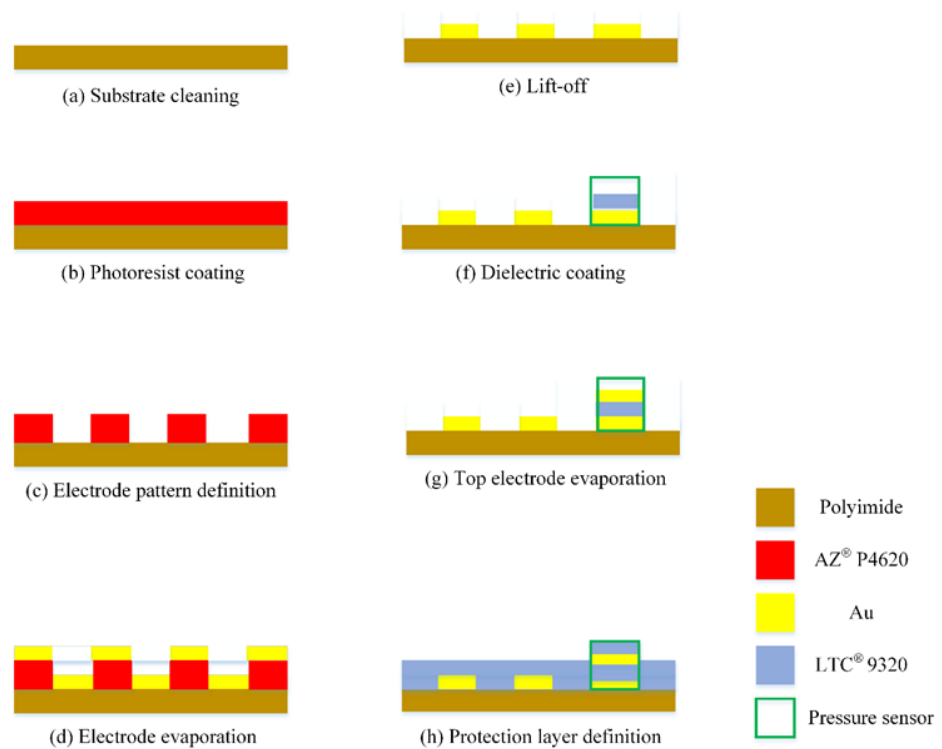 (a) Substrate cleaning
(b) Photoresist coating
(c) Electrode pattern definition
(d) Electrode evaporation
(e) Lift-off
(f) Dielectric coating
(g) Top electrode evaporation
(h) Protection layer definition
Polyimide
AZ® P4620
Au
LTC® 9320
Pressure sensor